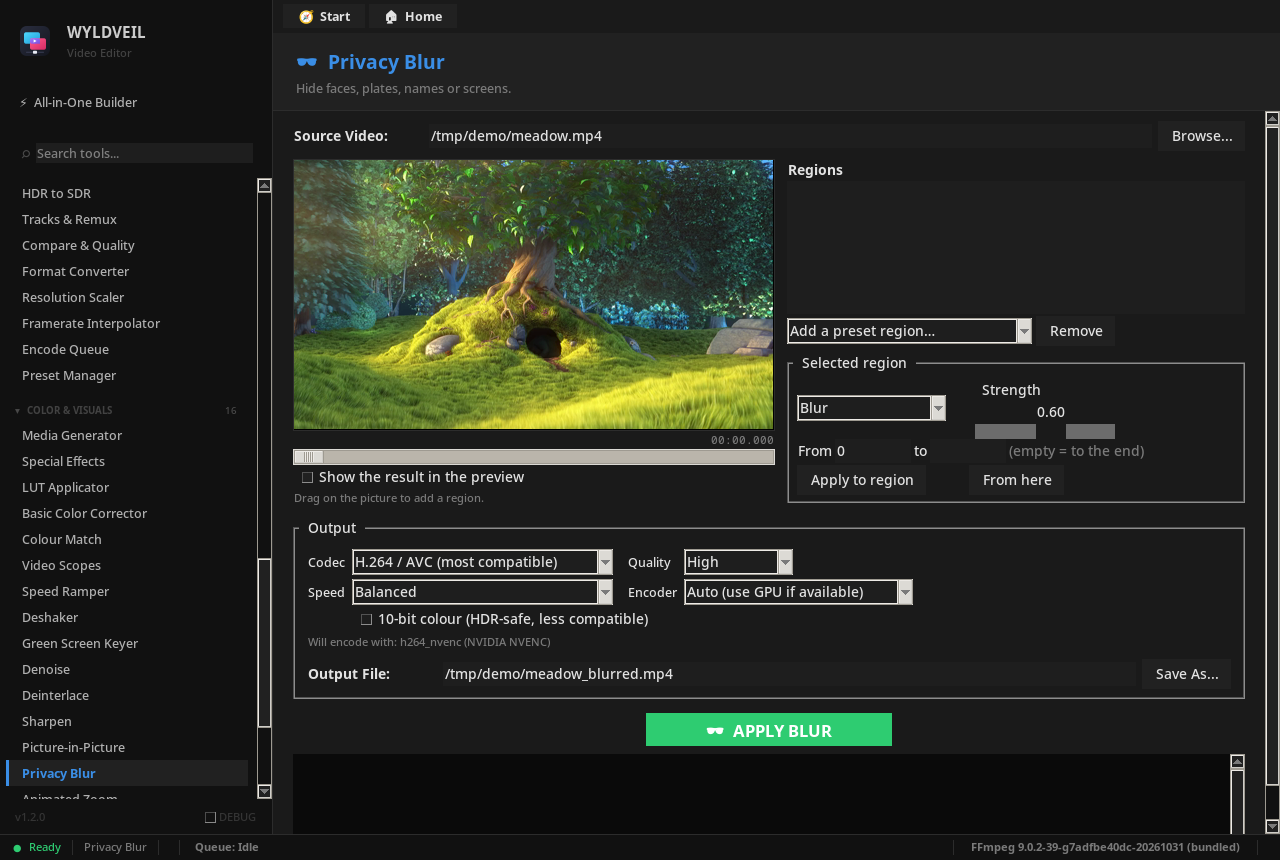 WYLDVEIL
Video Editor
All-in-One Builder
Search tools...
HDR to SDR
Tracks & Remux
Compare & Quality
Format Converter
Resolution Scaler
Framerate Interpolator
Encode Queue
Preset Manager
COLOR & VISUALS 16
Media Generator
Special Effects
LUT Applicator
Basic Color Corrector
Colour Match
Video Scopes
Speed Ramper
Deshaker
Green Screen Keyer
Denoise
Deinterlace
Sharpen
Picture-in-Picture
Privacy Blur
Animated Zoom
v1.2.0 DEBUG
Start Home
Privacy Blur
Hide faces, plates, names or screens.
Source Video: /tmp/demo/meadow.mp4 Browse...
00:00.000
Show the result in the preview
Drag on the picture to add a region.
Regions
Add a preset region... Remove
Selected region
Strength
Blur 0.60
From 0 to (empty = to the end)
Apply to region From here
Output
Codec H.264 / AVC (most compatible) Quality High
Speed Balanced Encoder Auto (use GPU if available)
10-bit colour (HDR-safe, less compatible)
Will encode with: h264_nvenc (NVIDIA NVENC)
Output File: /tmp/demo/meadow_blurred.mp4 Save As...
APPLY BLUR
Ready Privacy Blur Queue: Idle FFmpeg 9.0.2-39-g7adfbe40dc-20261031 (bundled)